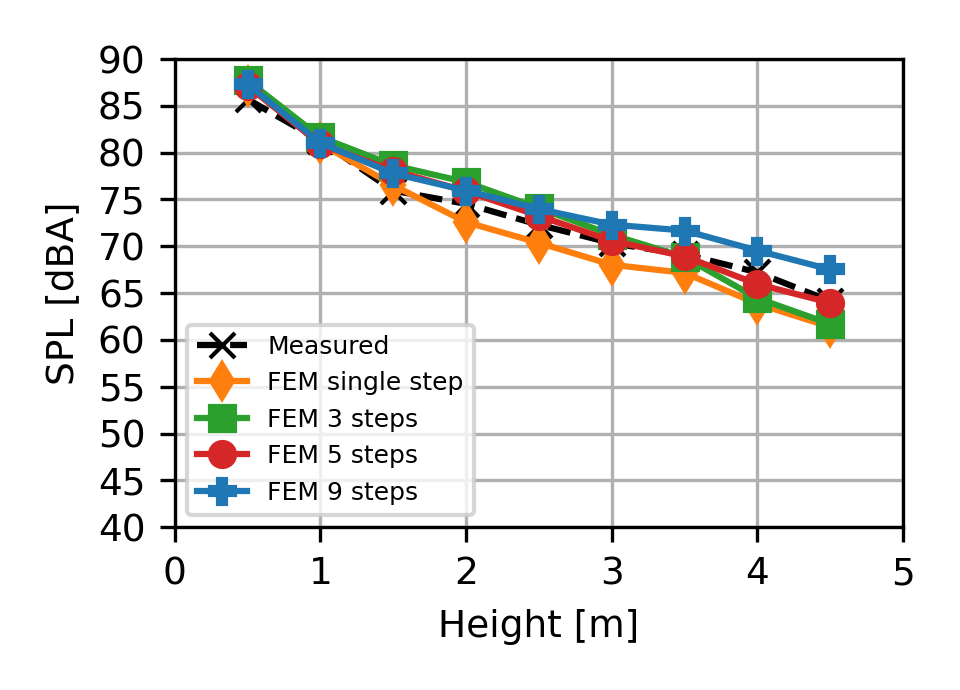 90
85
80
75
70
65
60
55
50
45
40
SPL [dBA]
Measured
FEM single step
FEM 3 steps
FEM 5 steps
FEM 9 steps
0 1 2 3 4 5
Height [m]